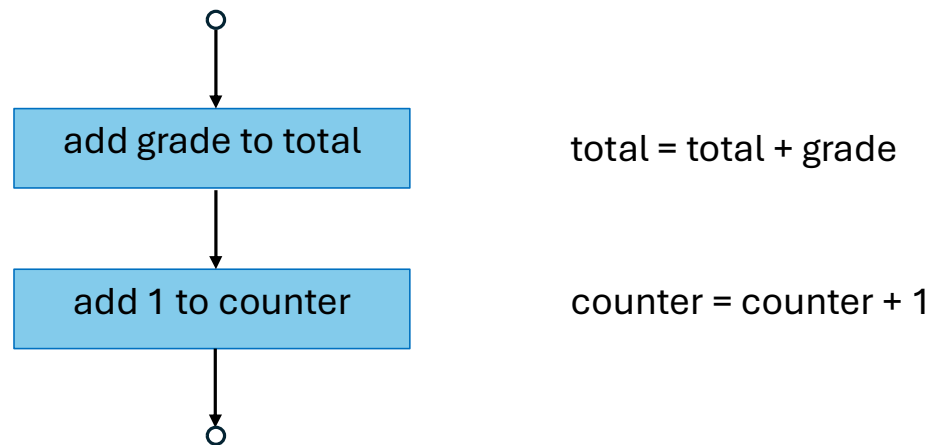 add grade to total
total = total + grade
add 1 to counter
counter = counter + 1